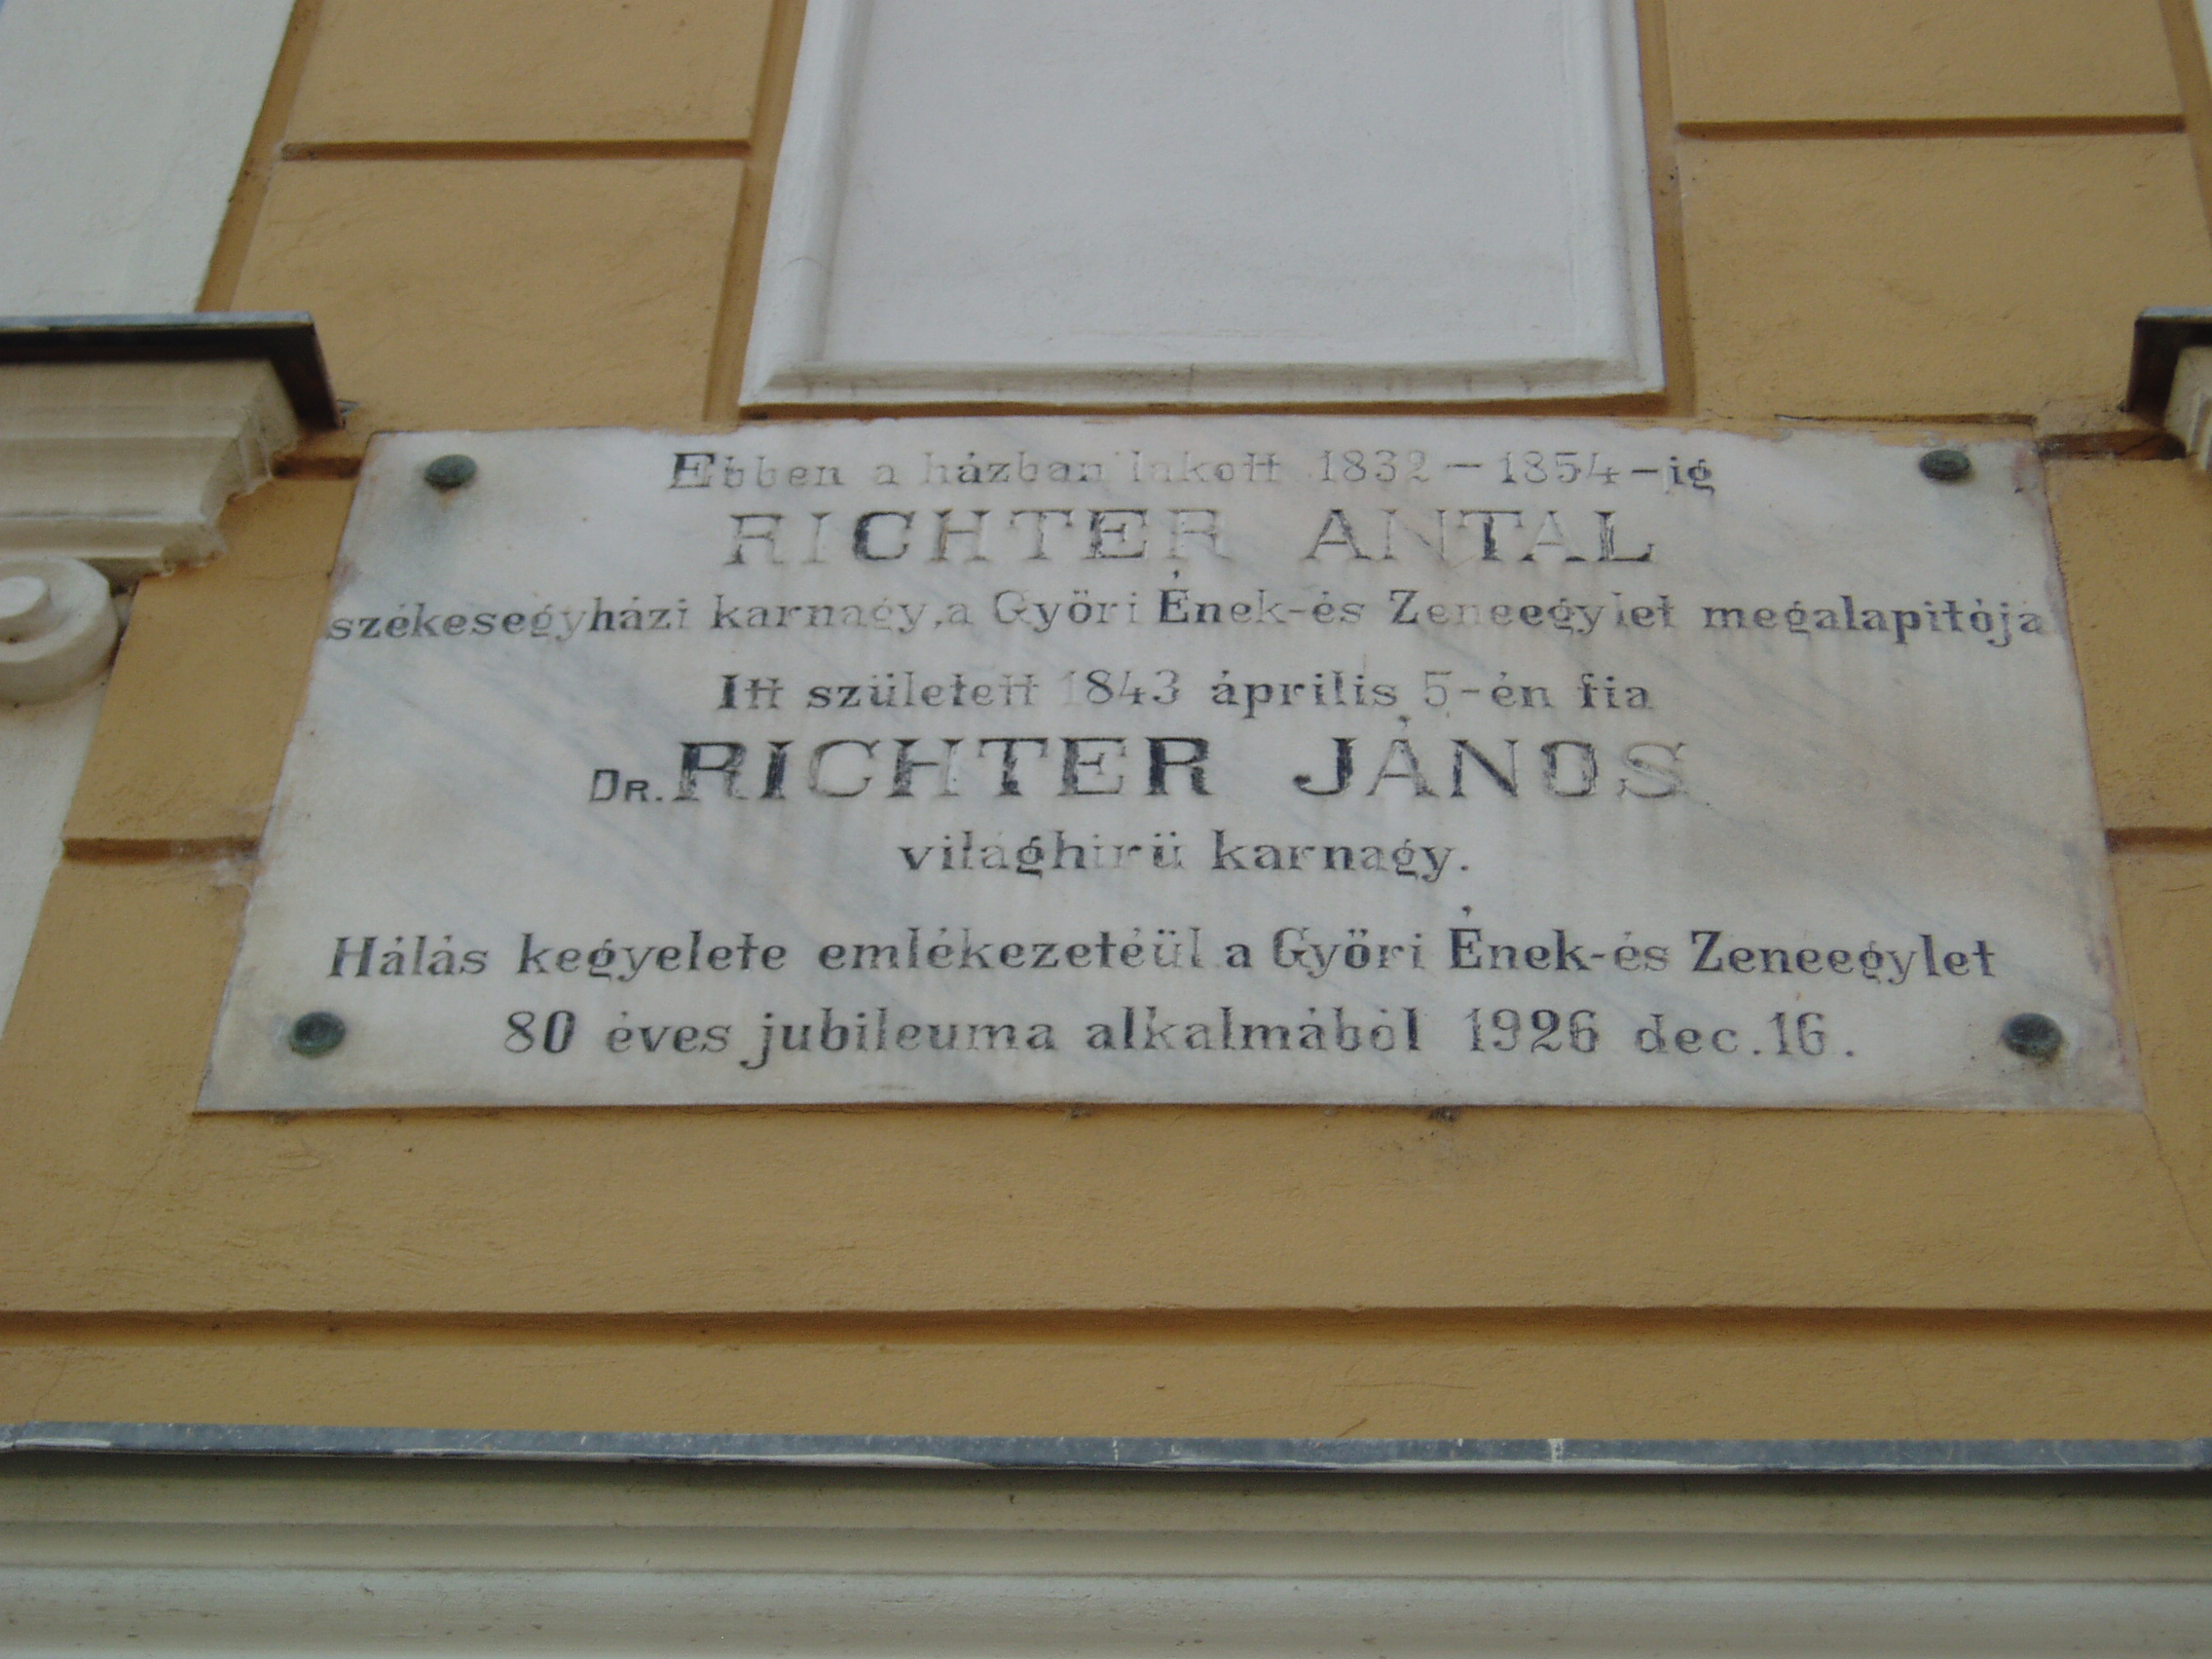 Ebben a házban lakott 1832-1854-ig
RICHTER ANTAL
székesegyházi karnagy, a Györi Ének-és Zeneegylet megalapitója
Itt született 1843 április 5-én fia
DR. RICHTER JÁNOS
világhirü karnagy.
Hálás kegyelete emlékezetéül a Györi Ének-és Zeneegylet
80 éves jubileuma alkalmából 1926 dec. 16.